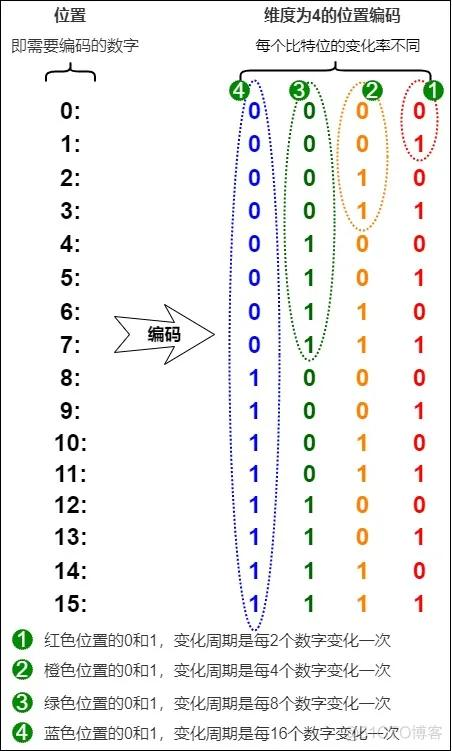 位置 维度为4的位置编码
即需要编码的数字 每个比特位的变化率不同
4 3 2 1
0: 0 0 0 0
1: 0 0 0 1
2: 0 0 1 0
3: 0 0 1 1
4: 0 1 0 0
5: 0 1 0 1
6: 0 1 1 0
编码
7: 0 1 1 1
8: 1 0 0 0
9: 1 0 0 1
10: 1 0 1 0
11: 1 0 1 1
12: 1 1 0 0
13: 1 1 0 1
14: 1 1 1 0
15: 1 1 1 1
1 红色位置的0和1，变化周期是每2个数字变化一次
2 橙色位置的0和1，变化周期是每4个数字变化一次
3 绿色位置的0和1，变化周期是每8个数字变化一次
4 蓝色位置的0和1，变化周期是每16个数字变化一次